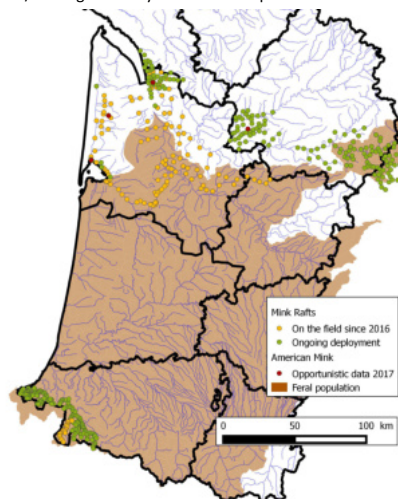 Mink Rafts
On the field since 2016
Ongoing deployment
American Mink
Opportunistic data 2017
Feral population
0 50 100 km